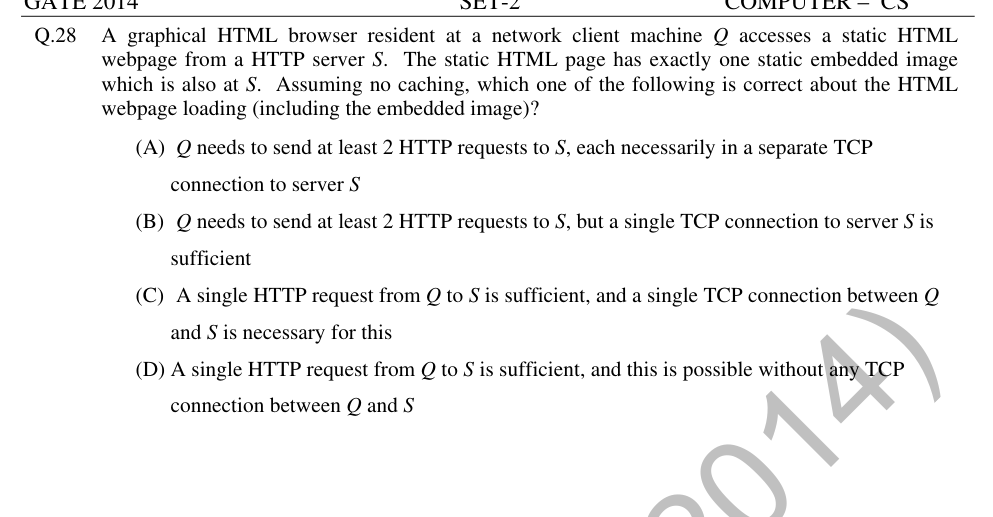 GATE 2014 SET-2 COMPUTER – CS
Q.28 A graphical HTML browser resident at a network client machine Q accesses a static HTML
webpage from a HTTP server S. The static HTML page has exactly one static embedded image
which is also at S. Assuming no caching, which one of the following is correct about the HTML
webpage loading (including the embedded image)?
(A) Q needs to send at least 2 HTTP requests to S, each necessarily in a separate TCP
connection to server S
(B) Q needs to send at least 2 HTTP requests to S, but a single TCP connection to server S is
sufficient
(C) A single HTTP request from Q to S is sufficient, and a single TCP connection between Q
and S is necessary for this
(D) A single HTTP request from Q to S is sufficient, and this is possible without any TCP
connection between Q and S
2014)